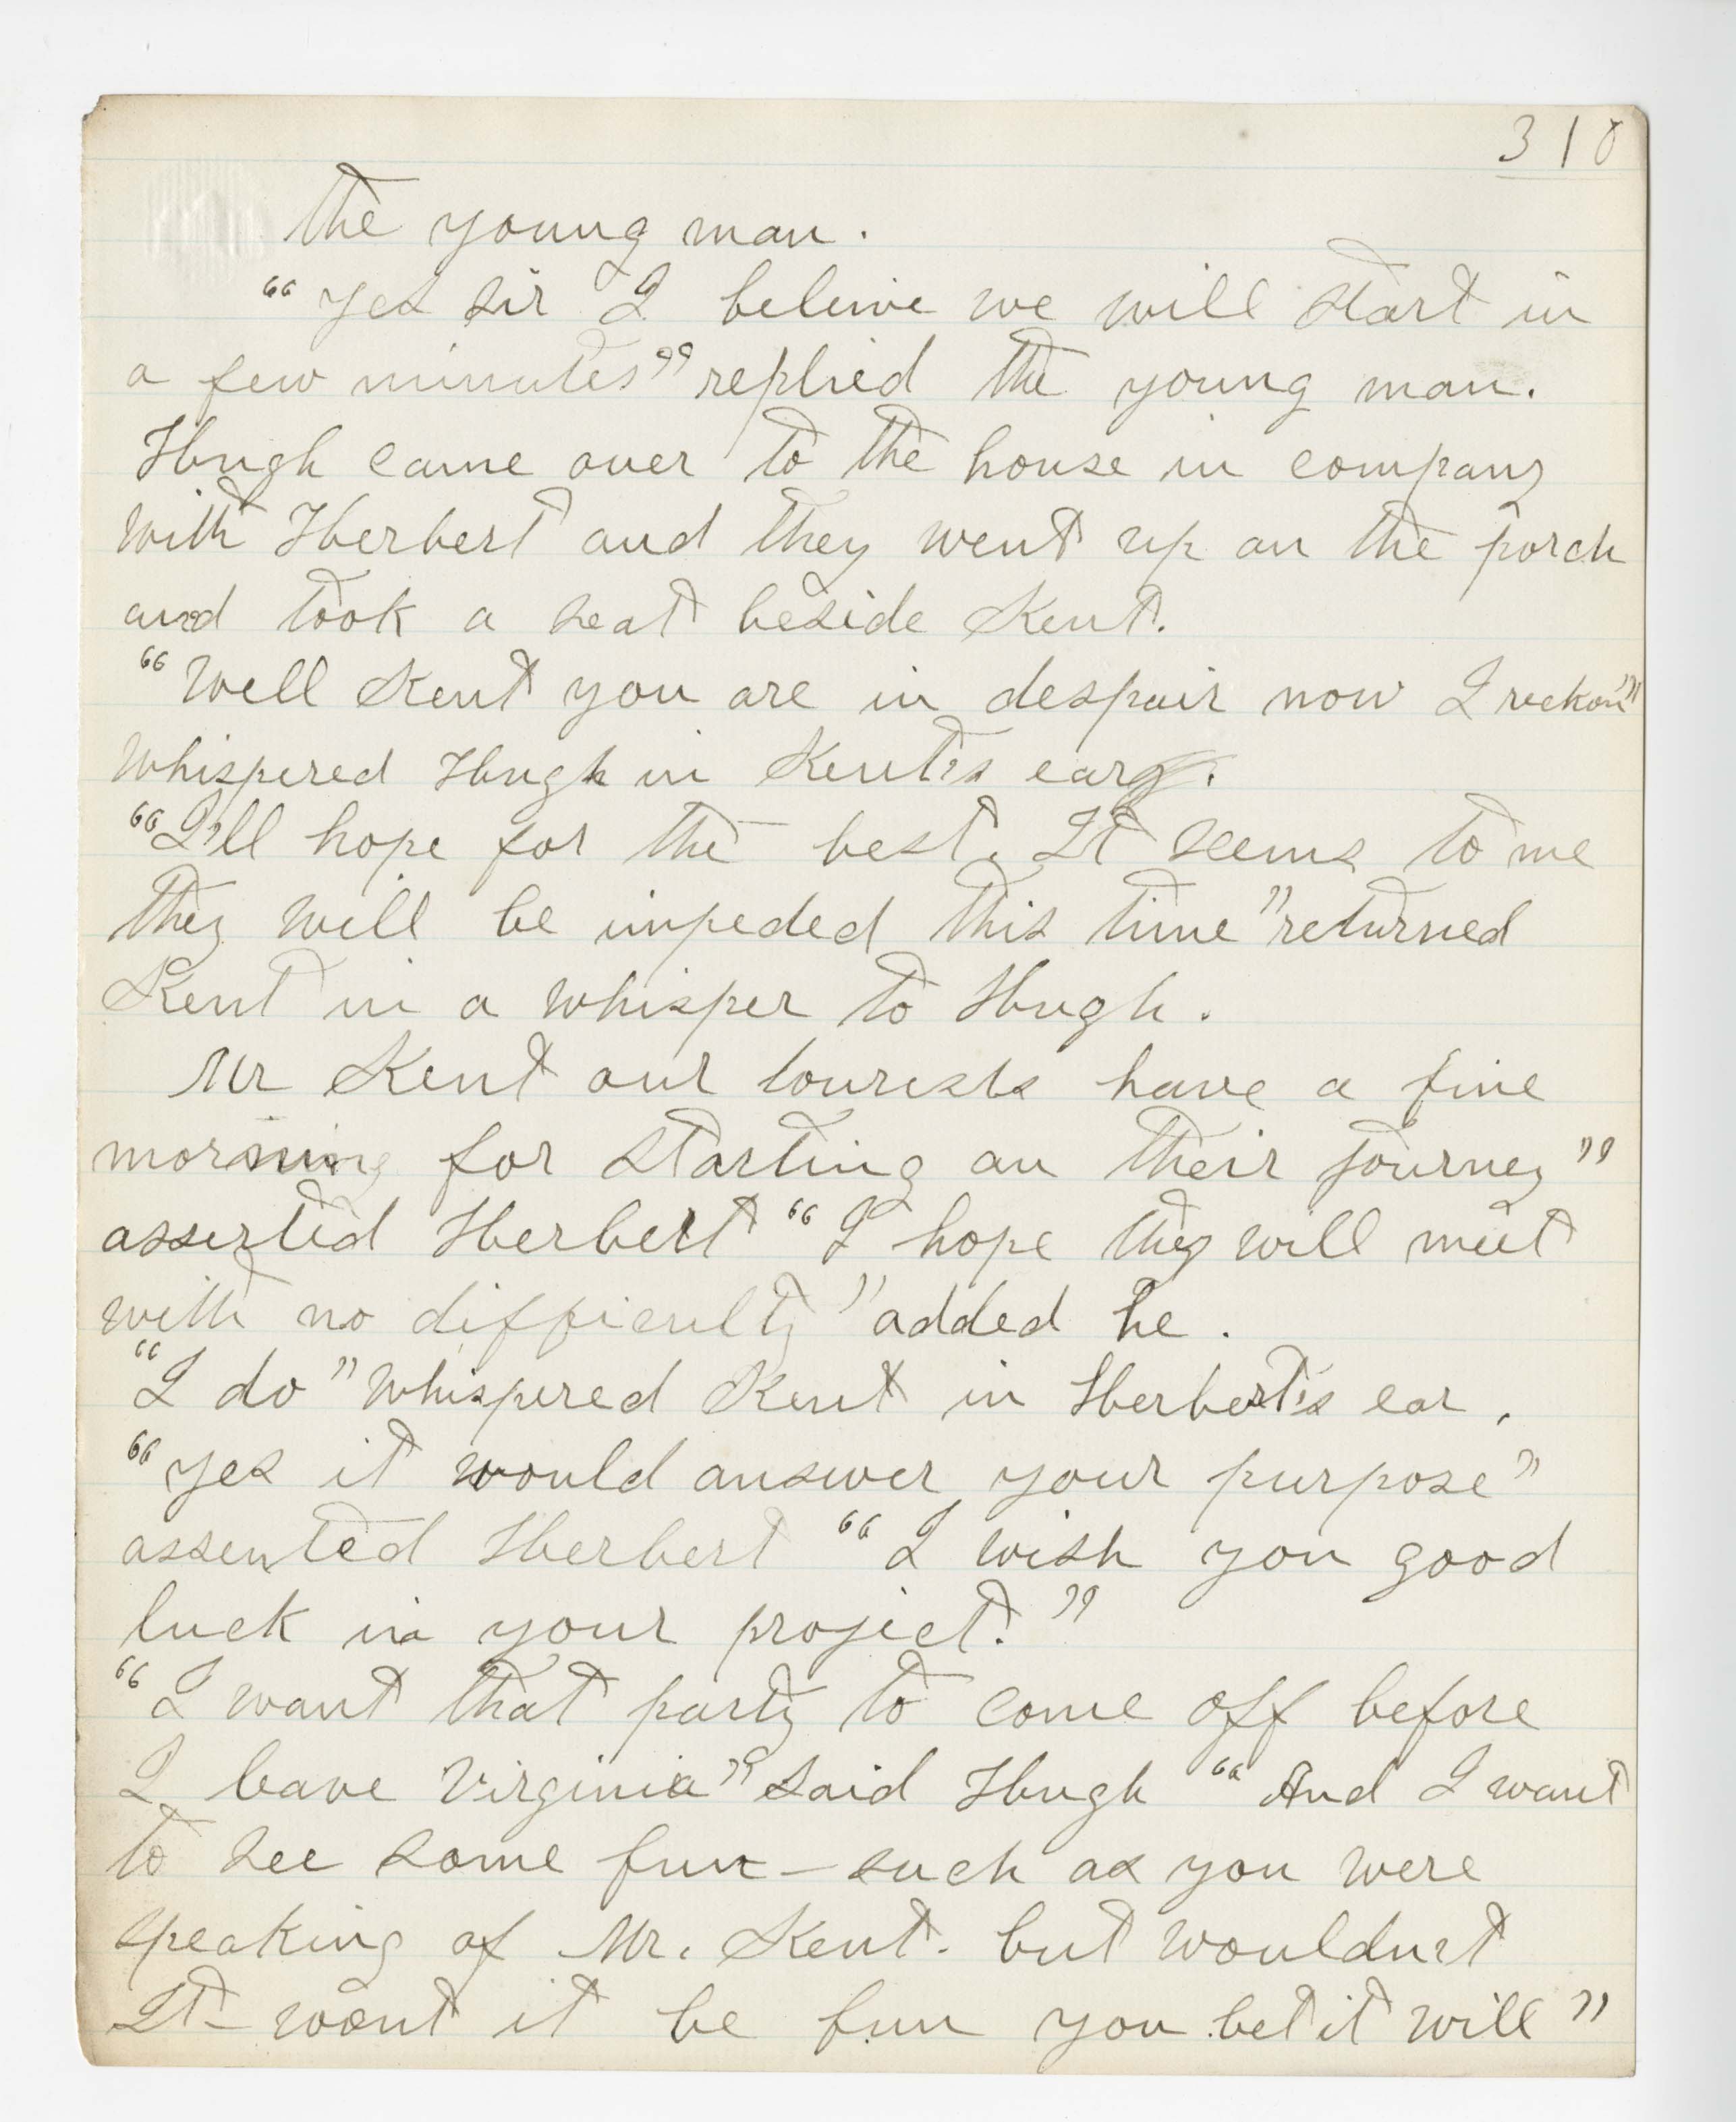 318
the young man.
“Yes sir I beleive we will start in
a few minutes” replied the young man.
Hugh came over to the house in company
with Herbert and they went up on the porch
and took a seat beside Kent.
“Well Kent you are in despair now I reckon”
whispered Hugh in Kent's ear.
“I'll hope for the best. It seems to me
they will be impeded this time” returned
Kent in a whisper to Hugh.
Mr Kent our tourists have a fine
morning for starting on their journey”
asserted Herbert “I hope they will meet
with no difficulty” added he.
“I do” whispered Kent in Herbert's ear.
“Yes it would answer your purpose”
assented Herbert “I wish you good
luck in your project.”
“I want that party to come off before
I leave Virginia” said Hugh “And I want
to see some fun – such as you were
speaking of Mr. Kent. but wouldn't
It – wont it be fun you bet it will”